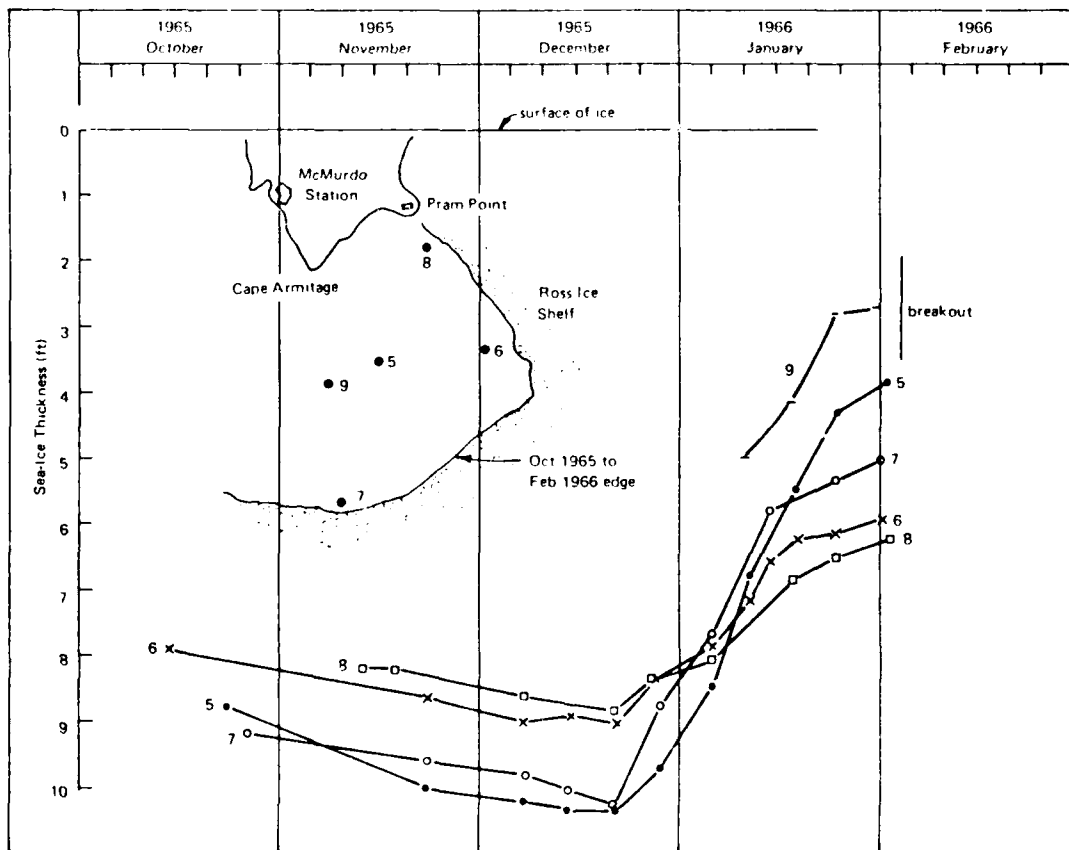 1965
October
1965
November
1965
December
1966
January
1966
February
surface of ice
0
1
2
3
4
5
6
7
8
9
10
Sea-Ice Thickness (ft)
McMurdo
Station
Pram Point
8
Cape Armitage
Ross Ice
Shelf
5
6
9
Oct 1965 to
Feb 1966 edge
7
breakout
9
5
7
6
8
6
8
5
7